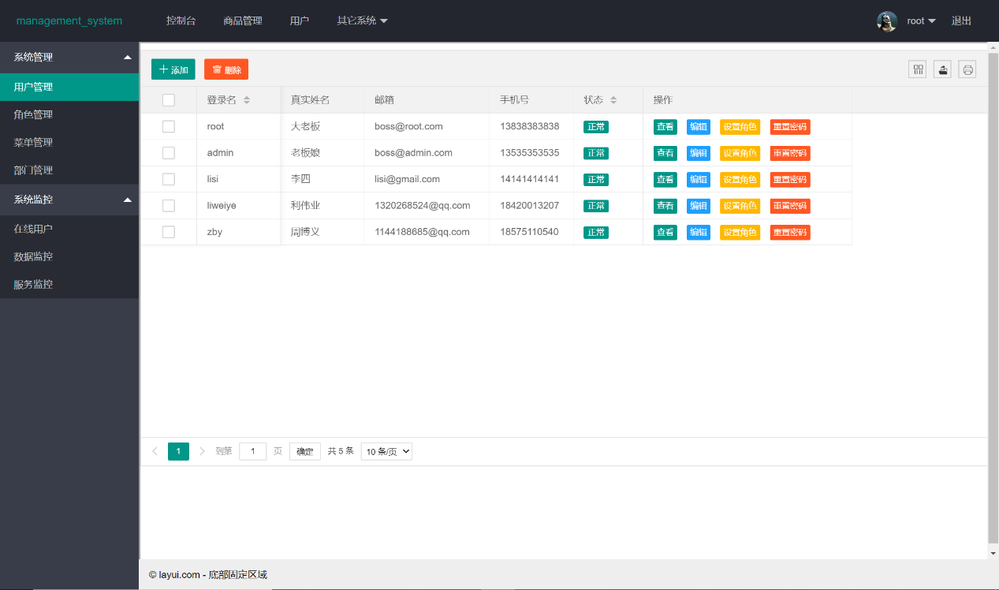 management_system 控制台 商品管理 用户 其它系统 root 退出
系统管理
用户管理
角色管理
菜单管理
部门管理
系统监控
在线用户
数据监控
服务监控
添加 删除
登录名 真实姓名 邮箱 手机号 状态 操作
root 大老板 boss@root.com 13838383838 正常 查看 编辑 设置角色 重置密码
admin 老板娘 boss@admin.com 13535353535 正常 查看 编辑 设置角色 重置密码
lisi 李四 lisi@gmail.com 14141414141 正常 查看 编辑 设置角色 重置密码
liweiye 利伟业 1320268524@qq.com 18420013207 正常 查看 编辑 设置角色 重置密码
zby 周博义 1144188685@qq.com 18575110540 正常 查看 编辑 设置角色 重置密码
1 到第 1 页 确定 共 5 条 10 条/页
© layui.com - 底部固定区域